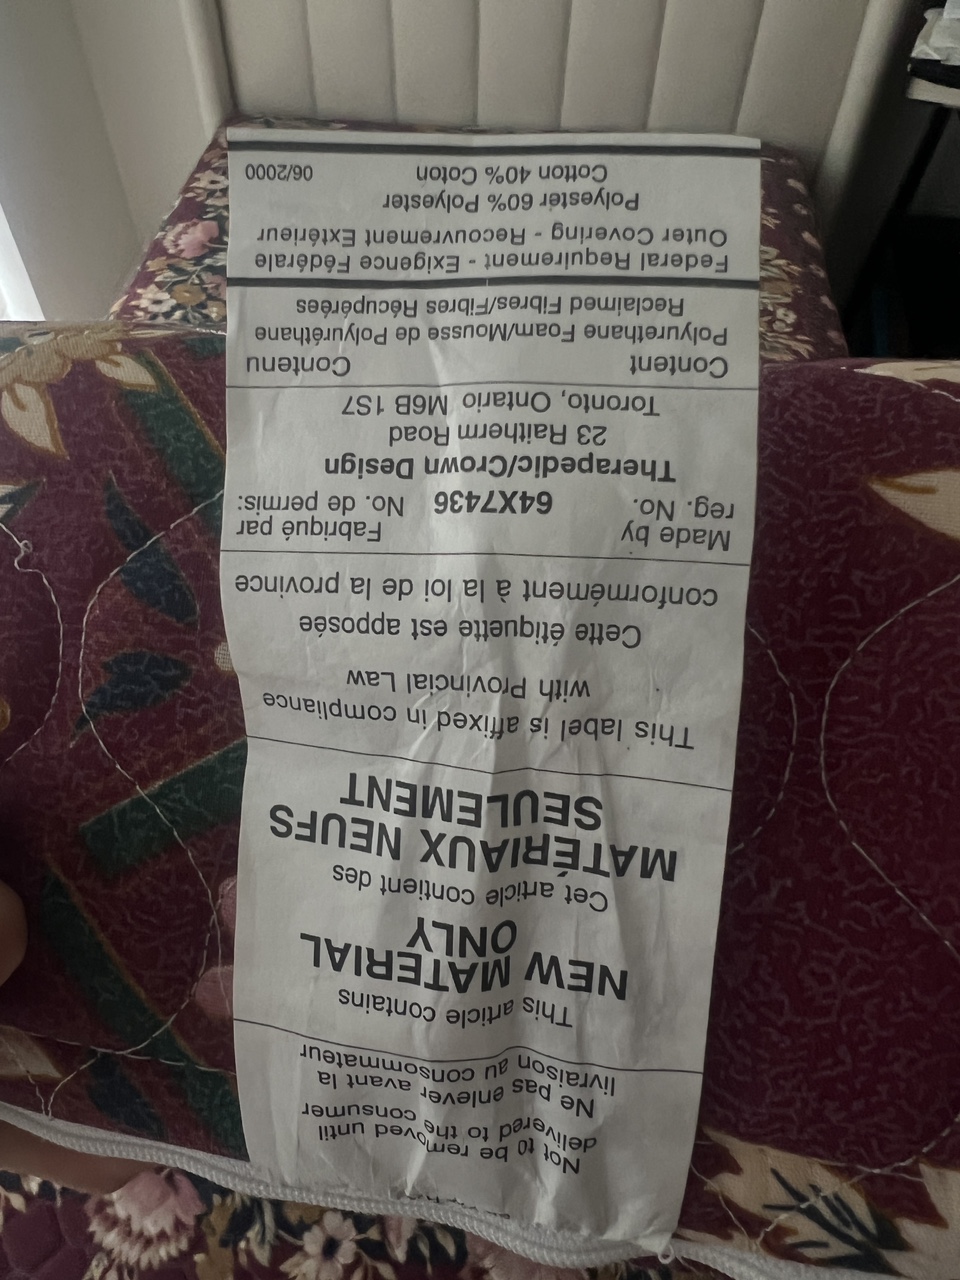 Not to be removed until
delivered to the consumer
Ne pas enlever avant la
livraison au consommateur
This article contains
NEW MATERIAL
ONLY
Cet article contient des
MATÉRIAUX NEUFS
SEULEMENT
This label is affixed in compliance
with Provincial Law
Cette étiquette est apposée
conformément à la loi de la province
Made by Fabriqué par
reg. No. 64X7436 No. de permis:
Therapedic/Crown Design
23 Raitherm Road
Toronto, Ontario M6B 1S7
Content Contenu
Polyurethane Foam/Mousse de Polyuréthane
Reclaimed Fibres/Fibres Récupérées
Federal Requirement - Exigence Fédérale
Outer Covering - Recouvrement Extérieur
Polyester 60% Polyester
Cotton 40% Coton 06/2000